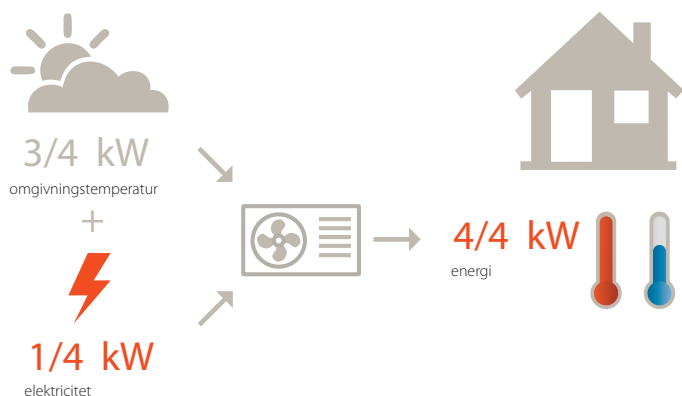 3/4 kW
omgivningstemperatur
+
1/4 kW
elektricitet
4/4 kW
energi